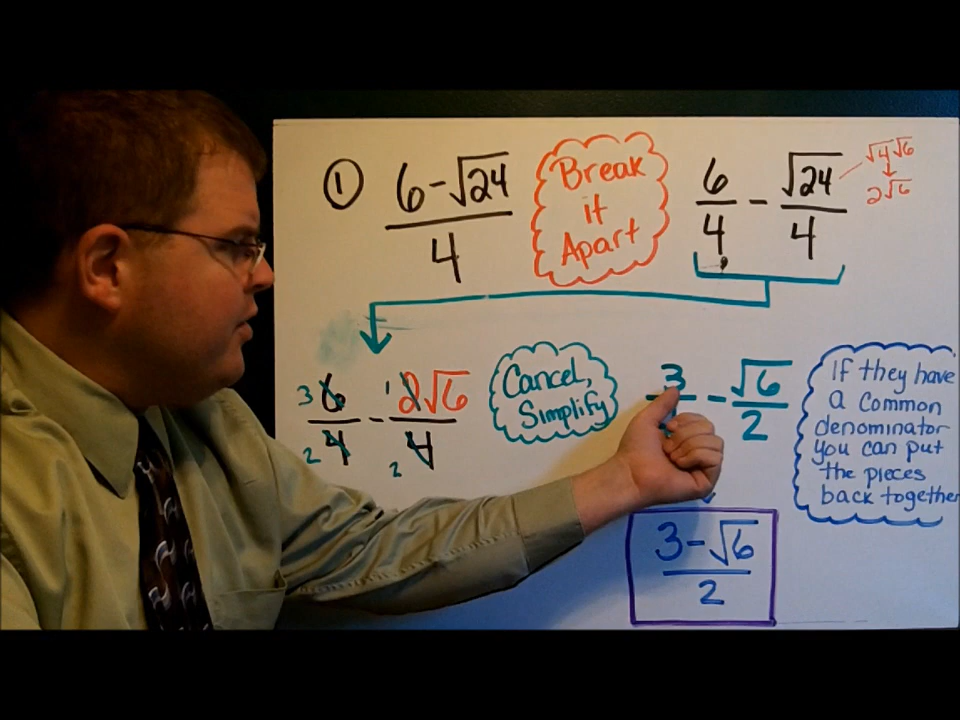 ①
6-√24
4
Break
it
Apart
6/4 - √24/4
√4√6
2√6
3 6/4 2 - 1 2√6/4 2
Cancel,
Simplify
3
- √6/2
If they have
a common
denominator
you can put
the pieces
back together
3-√6
2